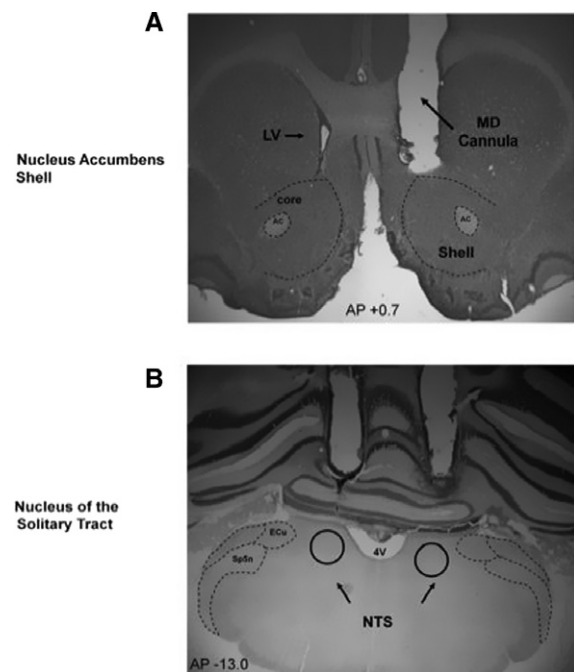 A
Nucleus Accumbens
Shell
LV
MD
Cannula
core
AC
AC
Shell
AP +0.7
B
Nucleus of the
Solitary Tract
ECu
Sp5n
4V
NTS
AP -13.0